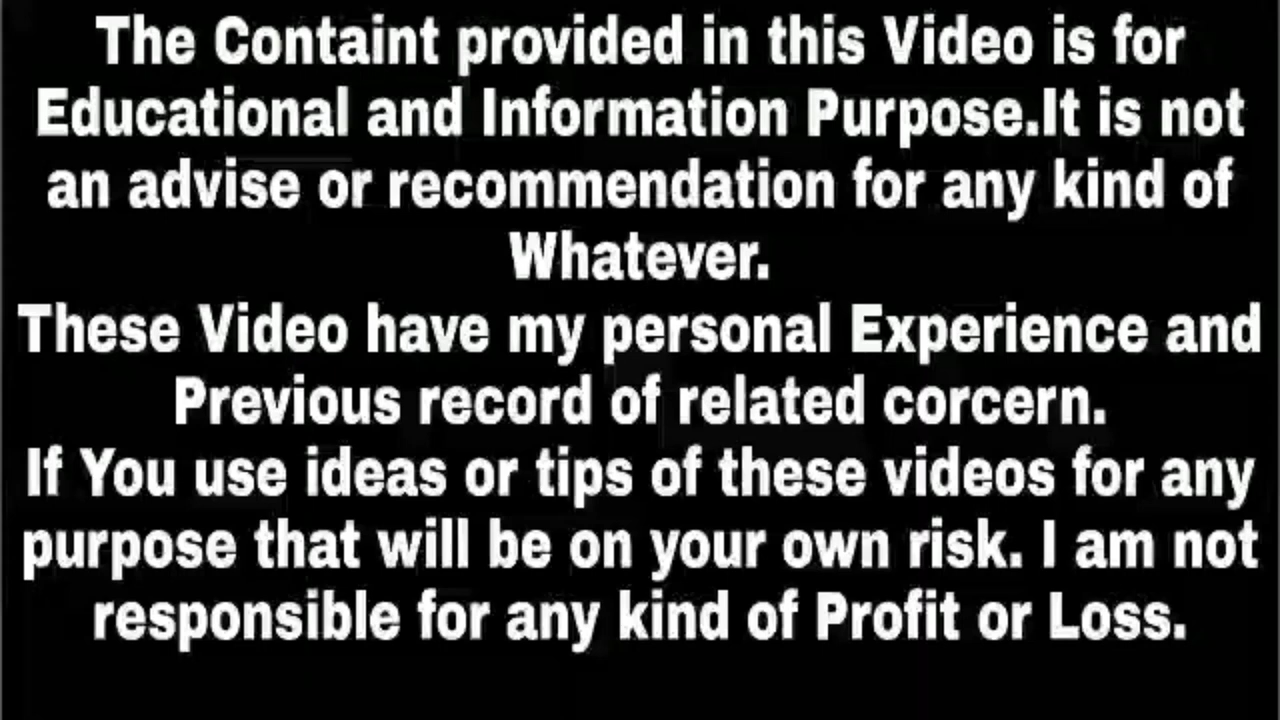 The Containt provided in this Video is for
Educational and Information Purpose.It is not
an advise or recommendation for any kind of
Whatever.
These Video have my personal Experience and
Previous record of related corcern.
If You use ideas or tips of these videos for any
purpose that will be on your own risk. I am not
responsible for any kind of Profit or Loss.